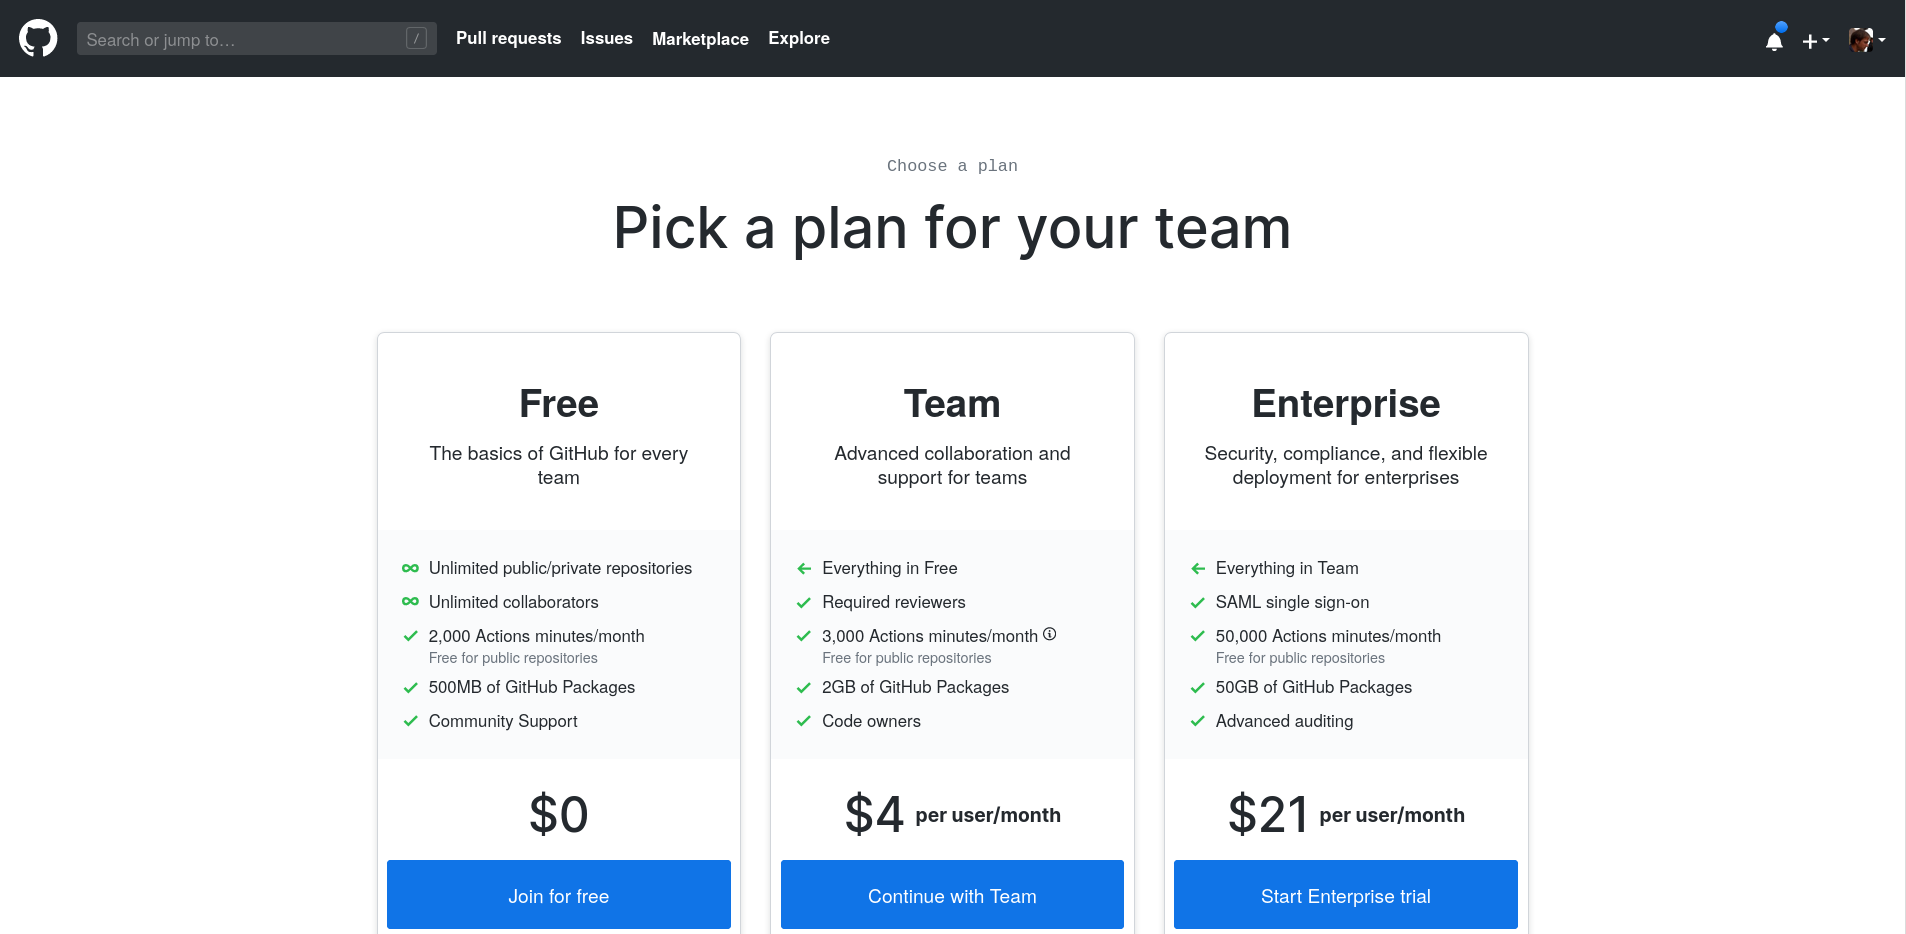 Search or jump to…
/
Pull requests
Issues
Marketplace
Explore
Choose a plan
Pick a plan for your team
Free
The basics of GitHub for every
team
Unlimited public/private repositories
Unlimited collaborators
2,000 Actions minutes/month
Free for public repositories
500MB of GitHub Packages
Community Support
$0
Join for free
Team
Advanced collaboration and
support for teams
Everything in Free
Required reviewers
3,000 Actions minutes/month
Free for public repositories
2GB of GitHub Packages
Code owners
$4 per user/month
Continue with Team
Enterprise
Security, compliance, and flexible
deployment for enterprises
Everything in Team
SAML single sign-on
50,000 Actions minutes/month
Free for public repositories
50GB of GitHub Packages
Advanced auditing
$21 per user/month
Start Enterprise trial